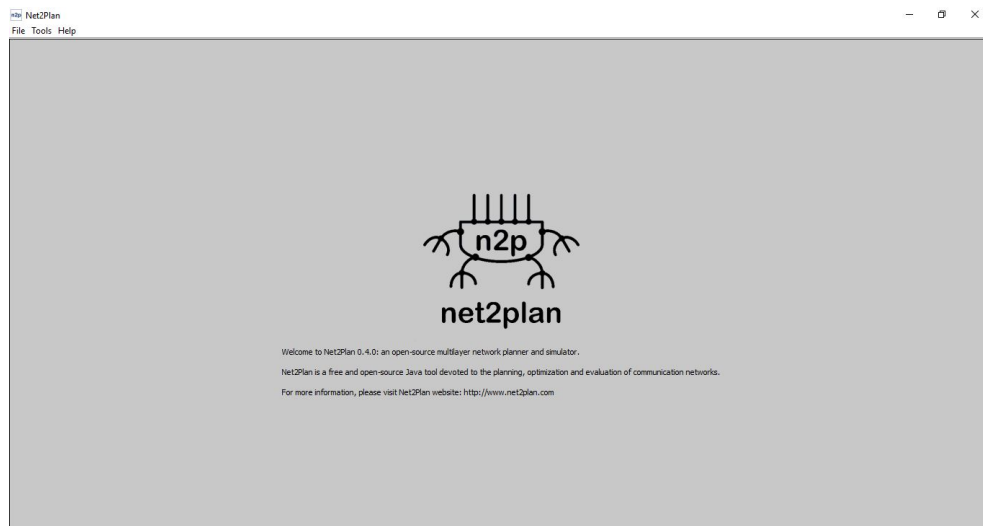 n2p Net2Plan
File Tools Help
n2p
net2plan
Welcome to Net2Plan 0.4.0: an open-source multilayer network planner and simulator.
Net2Plan is a free and open-source Java tool devoted to the planning, optimization and evaluation of communication networks.
For more information, please visit Net2Plan website: http://www.net2plan.com